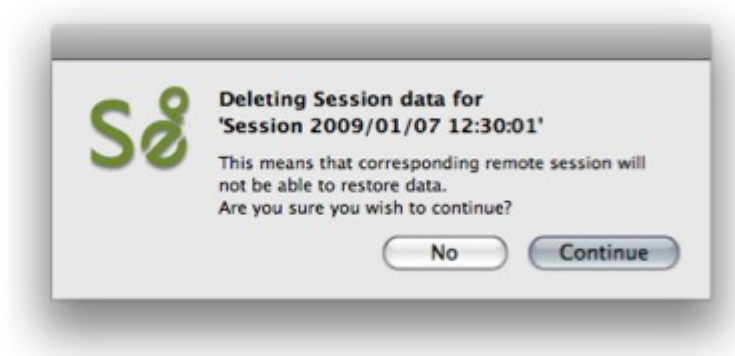 Sė
Deleting Session data for
'Session 2009/01/07 12:30:01'
This means that corresponding remote session will
not be able to restore data.
Are you sure you wish to continue?
No
Continue